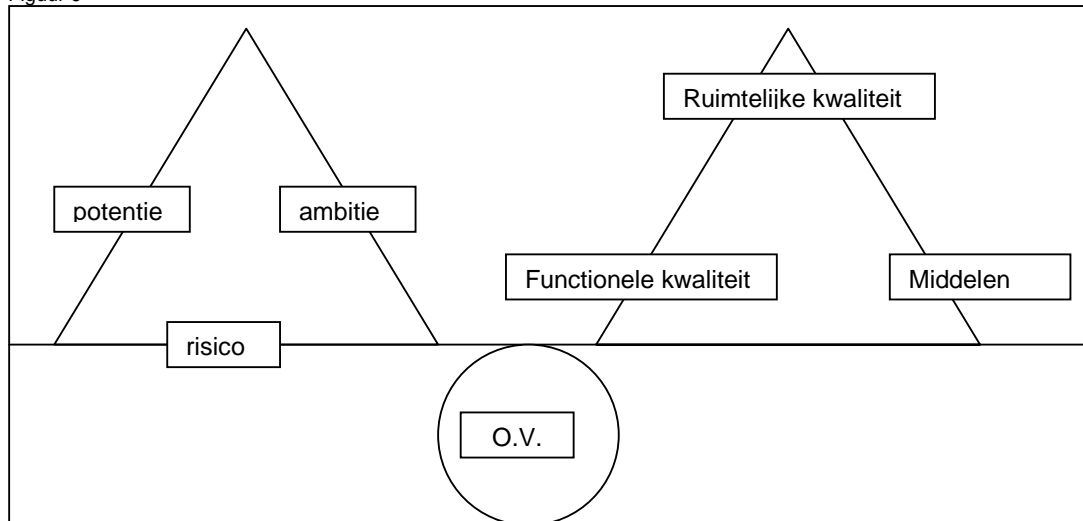 Ruimtelijke kwaliteit
potentie
ambitie
Functionele kwaliteit
Middelen
risico
O.V.